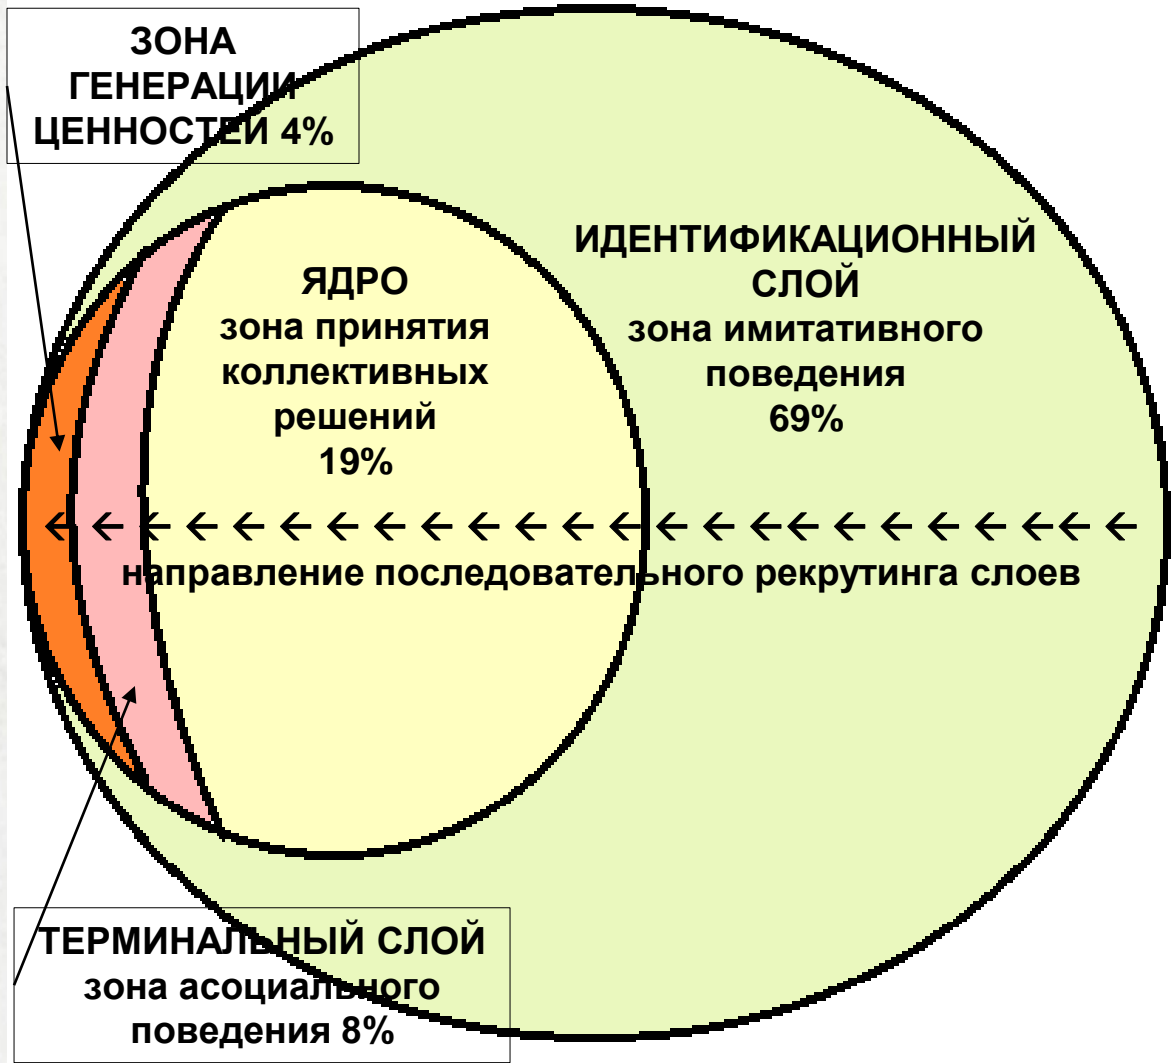 ЗОНА
ГЕНЕРАЦИИ
ЦЕННОСТЕЙ 4%
ИДЕНТИФИКАЦИОННЫЙ
СЛОЙ
зона имитативного
поведения
69%
ЯДРО
зона принятия
коллективных
решений
19%
направление последовательного рекрутинга слоев
ТЕРМИНАЛЬНЫЙ СЛОЙ
зона асоциального
поведения 8%